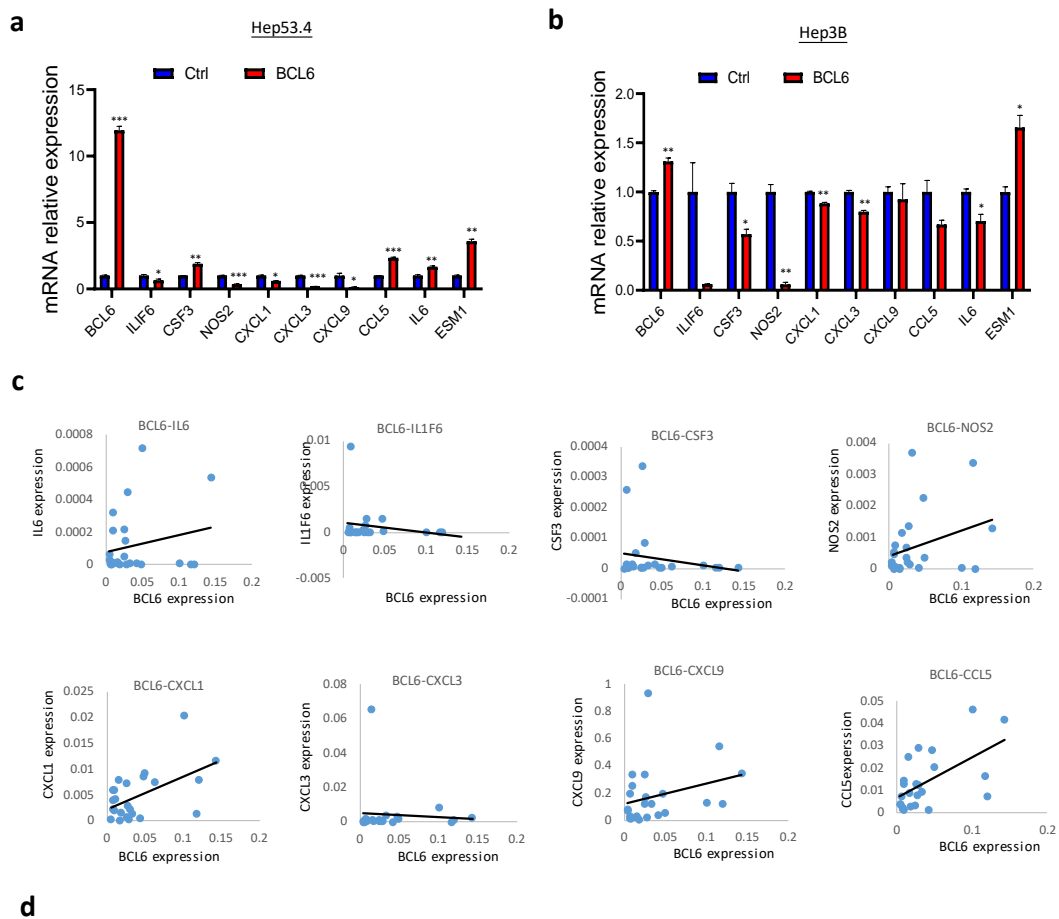 a
Hep53.4
Ctrl BCL6
mRNA relative expression
15
10
5
0
*** * ** *** * *** * *** ** **
BCL6 ILIF6 CSF3 NOS2 CXCL1 CXCL3 CXCL9 CCL5 IL6 ESM1
b
Hep3B
Ctrl BCL6
mRNA relative expression
2.0
1.5
1.0
0.5
0.0
** * ** ** ** * *
BCL6 ILIF6 CSF3 NOS2 CXCL1 CXCL3 CXCL9 CCL5 IL6 ESM1
c
BCL6-IL6
IL6 expression
0.0008
0.0006
0.0004
0.0002
0
0 0.05 0.1 0.15 0.2
BCL6 expression
BCL6-IL1F6
IL1F6 expression
0.01
0.005
0
-0.005
0 0.05 0.1 0.15 0.2
BCL6 expression
BCL6-CSF3
CSF3 experssion
0.0004
0.0003
0.0002
0.0001
0
-0.0001
0 0.05 0.1 0.15 0.2
BCL6 expression
BCL6-NOS2
NOS2 expression
0.004
0.003
0.002
0.001
0
0 0.05 0.1 0.15 0.2
BCL6 expression
BCL6-CXCL1
CXCL1 expression
0.025
0.02
0.015
0.01
0.005
0
0 0.05 0.1 0.15 0.2
BCL6 expression
BCL6-CXCL3
CXCL3 expression
0.08
0.06
0.04
0.02
0
0 0.05 0.1 0.15 0.2
BCL6 expression
BCL6-CXCL9
CXCL9 expression
1
0.8
0.6
0.4
0.2
0
0 0.05 0.1 0.15 0.2
BCL6 expression
BCL6-CCL5
CCL5experssion
0.05
0.04
0.03
0.02
0.01
0
0 0.05 0.1 0.15 0.2
BCL6 expression
d